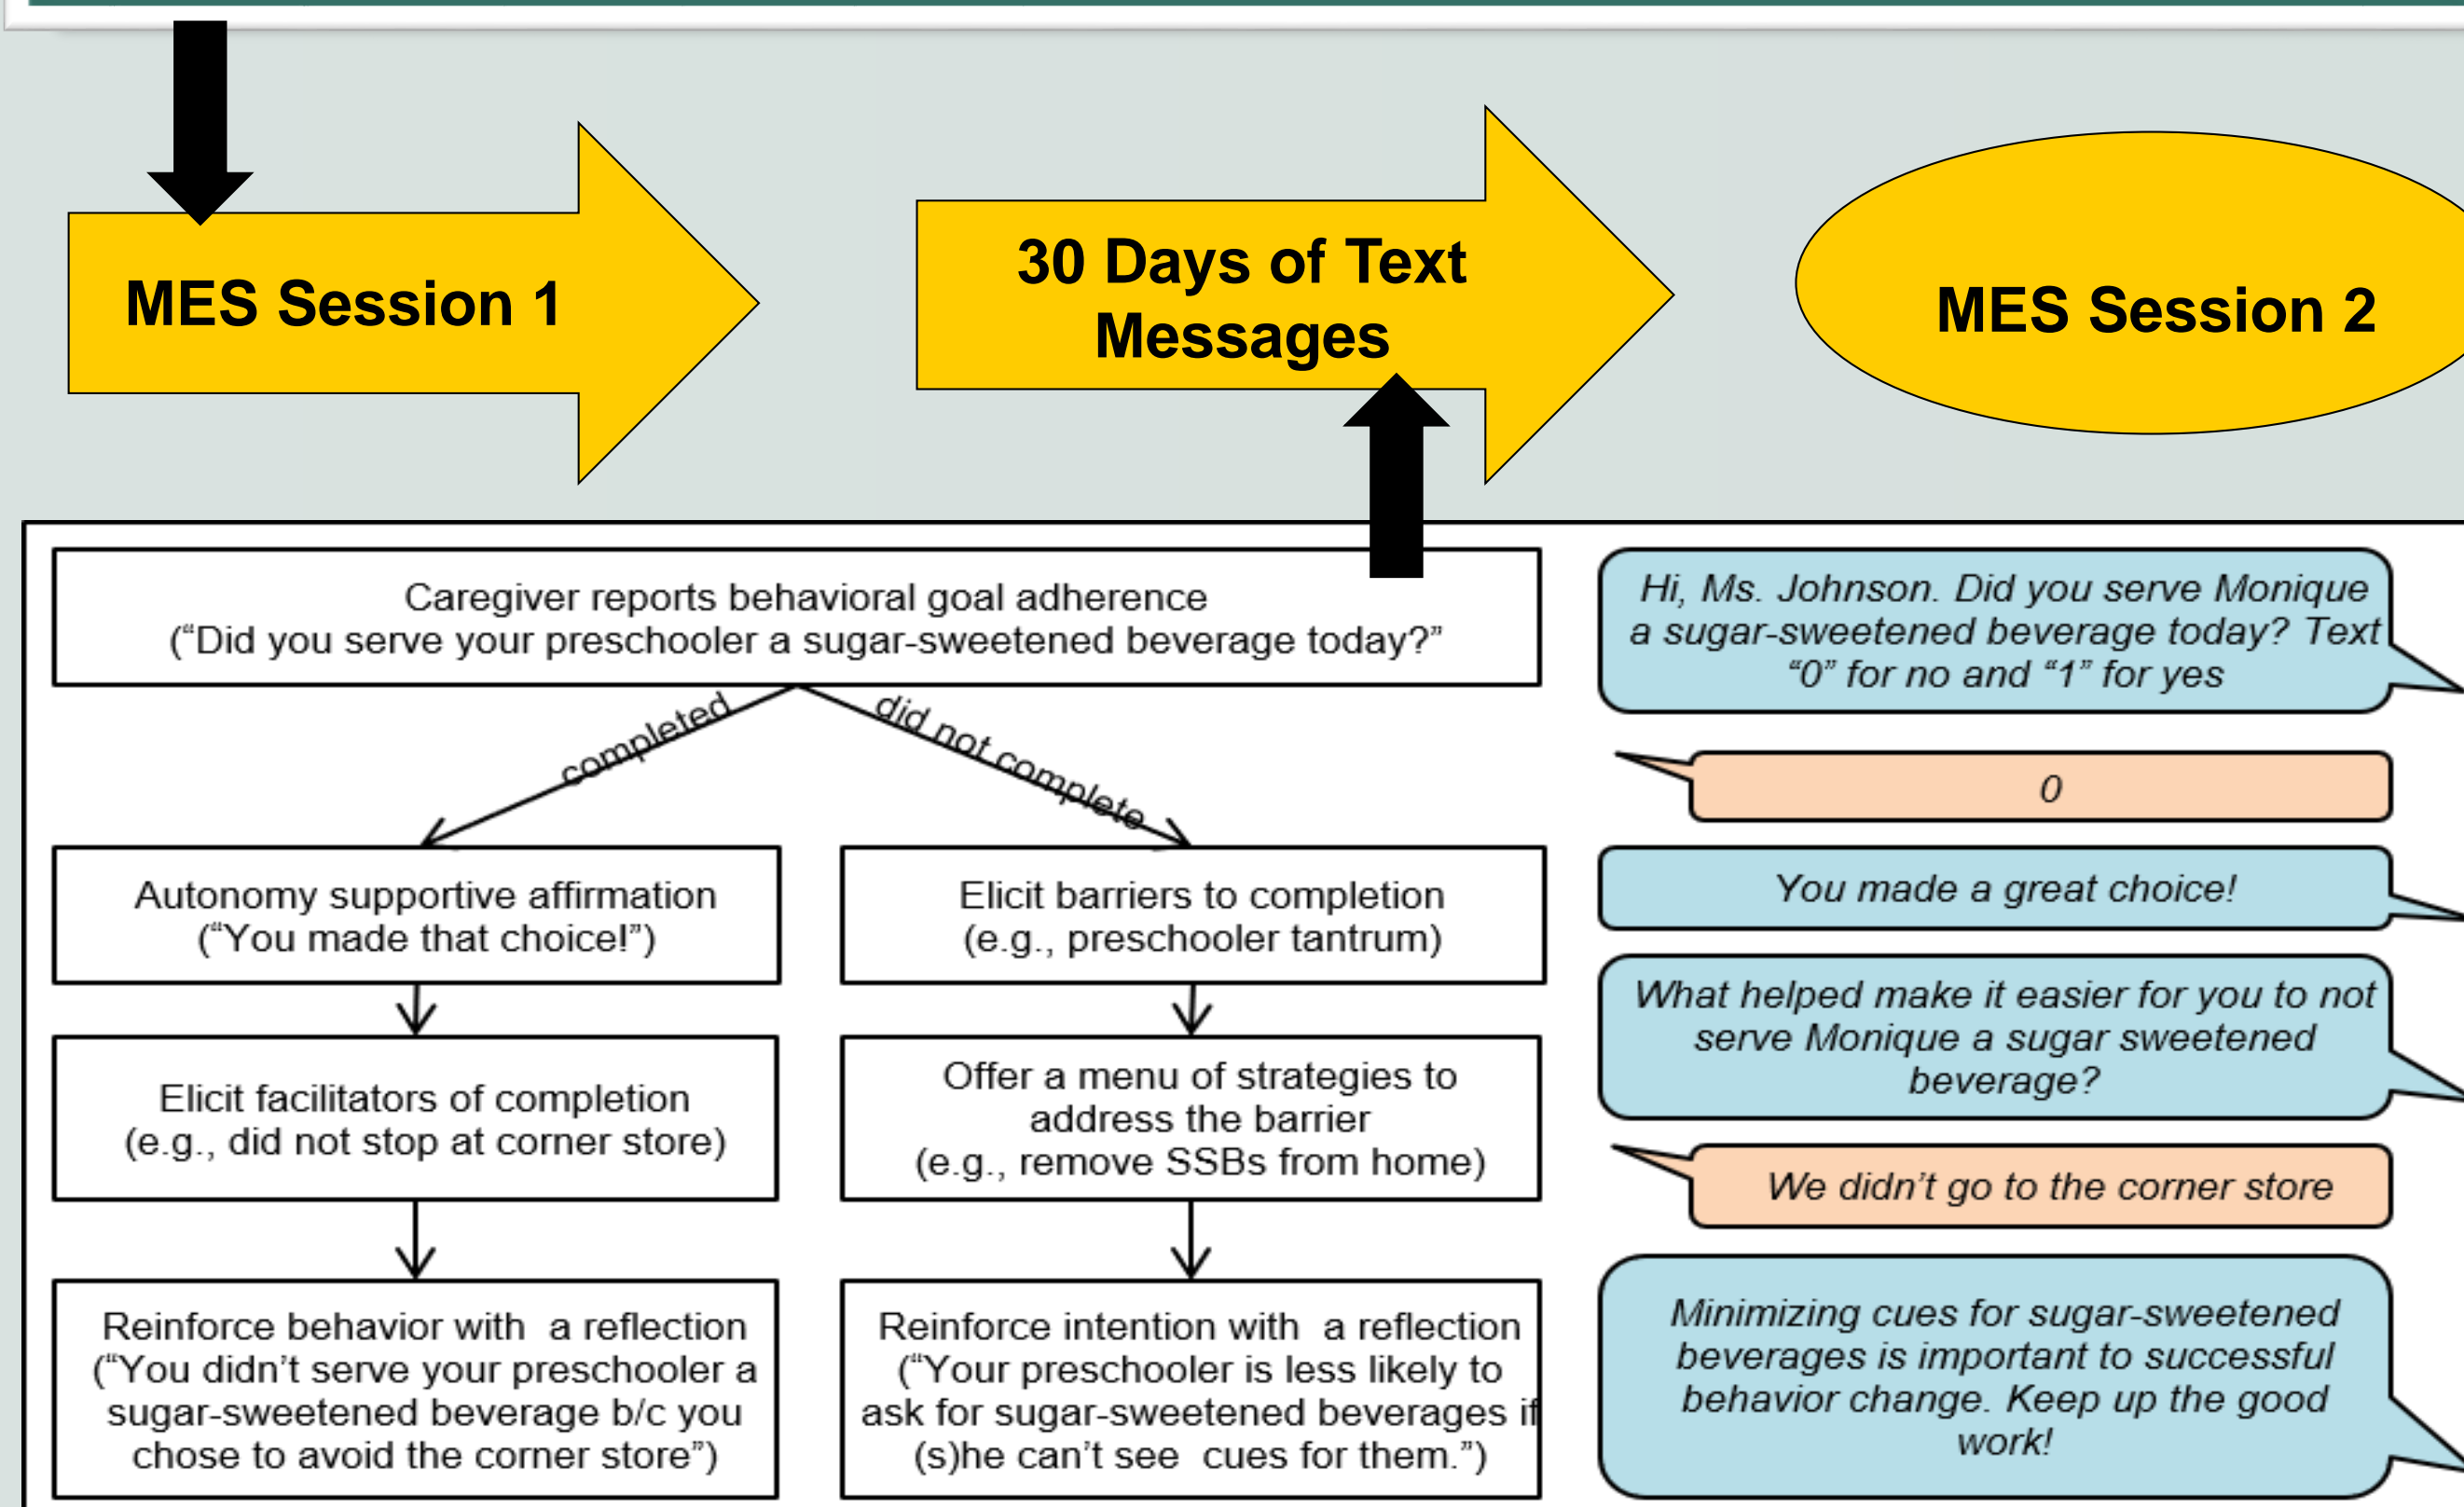 MES Session 1
30 Days of Text
Messages
MES Session 2
Caregiver reports behavioral goal adherence
(“Did you serve your preschooler a sugar-sweetened beverage today?”
completed
did not complete
Autonomy supportive affirmation
(“You made that choice!”)
Elicit facilitators of completion
(e.g., did not stop at corner store)
Reinforce behavior with a reflection
(“You didn’t serve your preschooler a
sugar-sweetened beverage b/c you
chose to avoid the corner store”)
Elicit barriers to completion
(e.g., preschooler tantrum)
Offer a menu of strategies to
address the barrier
(e.g., remove SSBs from home)
Reinforce intention with a reflection
(“Your preschooler is less likely to
ask for sugar-sweetened beverages if
(s)he can’t see cues for them.”)
Hi, Ms. Johnson. Did you serve Monique
a sugar-sweetened beverage today? Text
“0” for no and “1” for yes
0
You made a great choice!
What helped make it easier for you to not
serve Monique a sugar sweetened
beverage?
We didn’t go to the corner store
Minimizing cues for sugar-sweetened
beverages is important to successful
behavior change. Keep up the good
work!